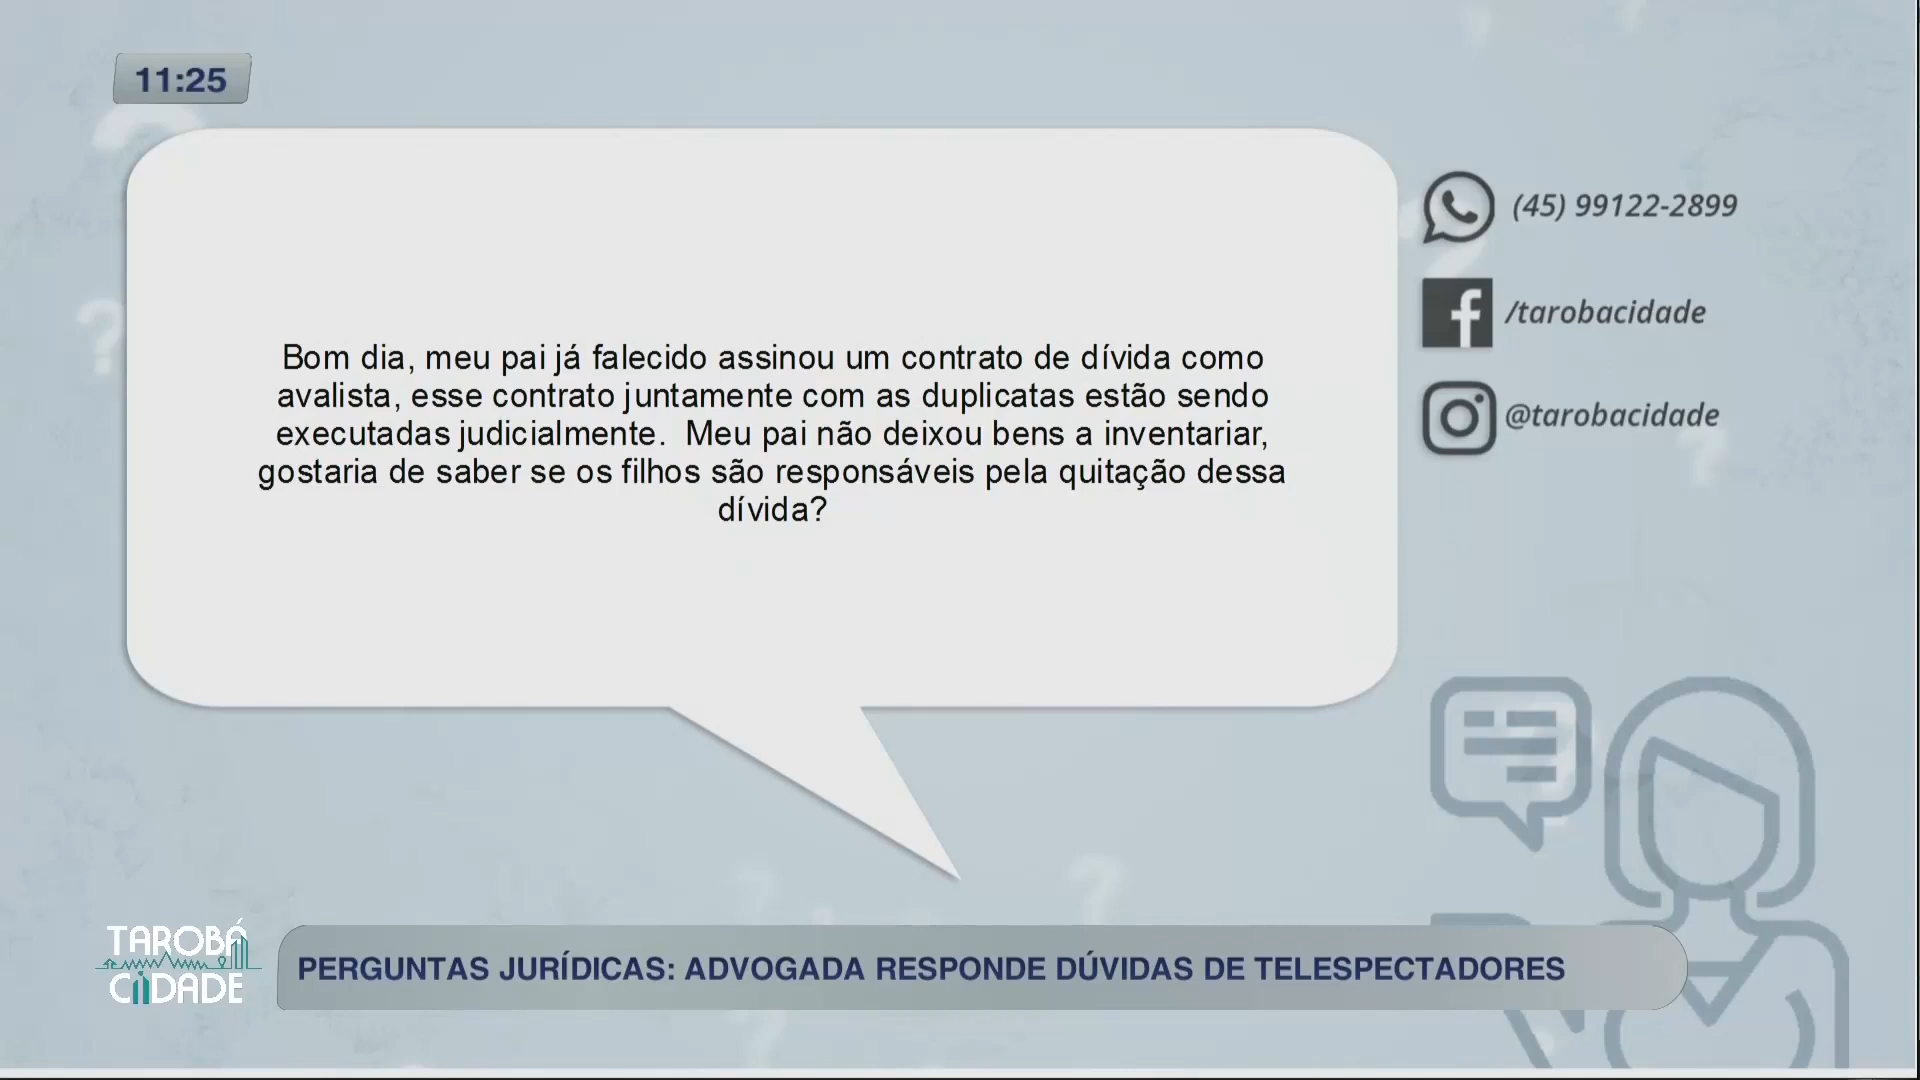 11:25
(45) 99122-2899
/tarobacidade
@tarobacidade
Bom dia, meu pai já falecido assinou um contrato de dívida como
avalista, esse contrato juntamente com as duplicatas estão sendo
executadas judicialmente.  Meu pai não deixou bens a inventariar,
gostaria de saber se os filhos são responsáveis pela quitação dessa
dívida?
TAROBÁ
CIDADE
PERGUNTAS JURÍDICAS: ADVOGADA RESPONDE DÚVIDAS DE TELESPECTADORES